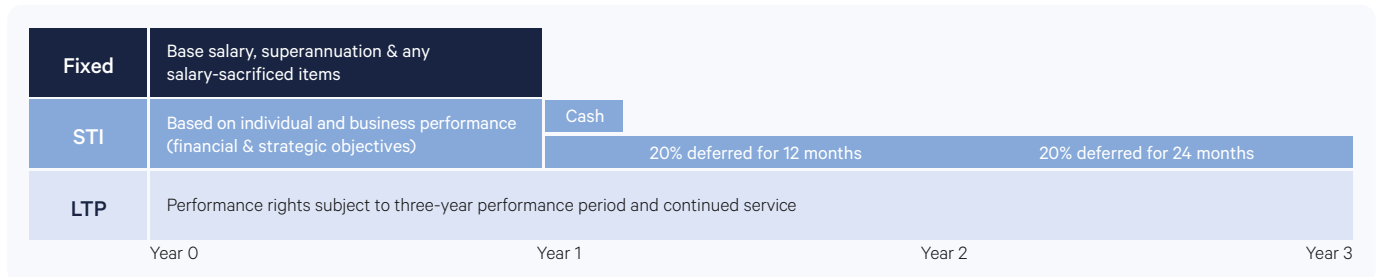 Fixed
Base salary, superannuation & any
salary-sacrificed items
STI
Based on individual and business performance
(financial & strategic objectives)
Cash
20% deferred for 12 months
20% deferred for 24 months
LTP
Performance rights subject to three-year performance period and continued service
Year 0
Year 1
Year 2
Year 3